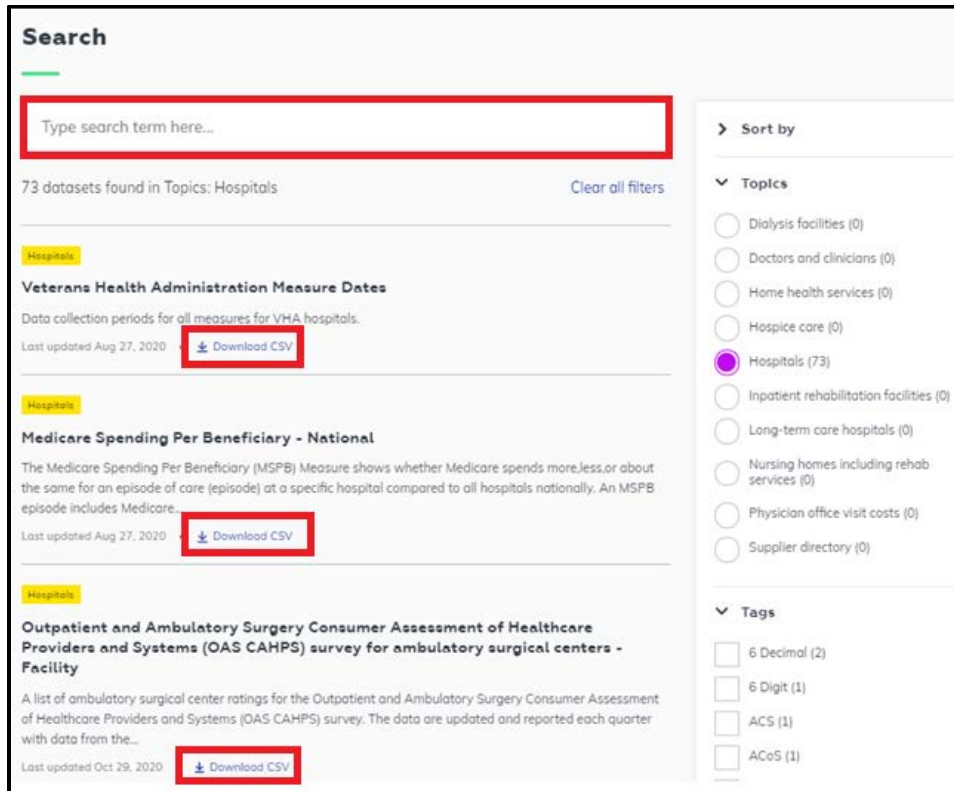 Search
Type search term here...
73 datasets found in Topics: Hospitals
Clear all filters
Hospitals
Veterans Health Administration Measure Dates
Data collection periods for all measures for VHA hospitals.
Last updated Aug 27, 2020
Download CSV
Hospitals
Medicare Spending Per Beneficiary - National
The Medicare Spending Per Beneficiary (MSPB) Measure shows whether Medicare spends more,less,or about
the same for an episode of care (episode) at a specific hospital compared to all hospitals nationally. An MSPB
episode includes Medicare...
Last updated Aug 27, 2020
Download CSV
Hospitals
Outpatient and Ambulatory Surgery Consumer Assessment of Healthcare
Providers and Systems (OAS CAHPS) survey for ambulatory surgical centers -
Facility
A list of ambulatory surgical center ratings for the Outpatient and Ambulatory Surgery Consumer Assessment
of Healthcare Providers and Systems (OAS CAHPS) survey. The data are updated and reported each quarter
with data from the...
Last updated Oct 29, 2020
Download CSV
Sort by
Topics
Dialysis facilities (0)
Doctors and clinicians (0)
Home health services (0)
Hospice care (0)
Hospitals (73)
Inpatient rehabilitation facilities (0)
Long-term care hospitals (0)
Nursing homes including rehab
services (0)
Physician office visit costs (0)
Supplier directory (0)
Tags
6 Decimal (2)
6 Digit (1)
ACS (1)
ACoS (1)